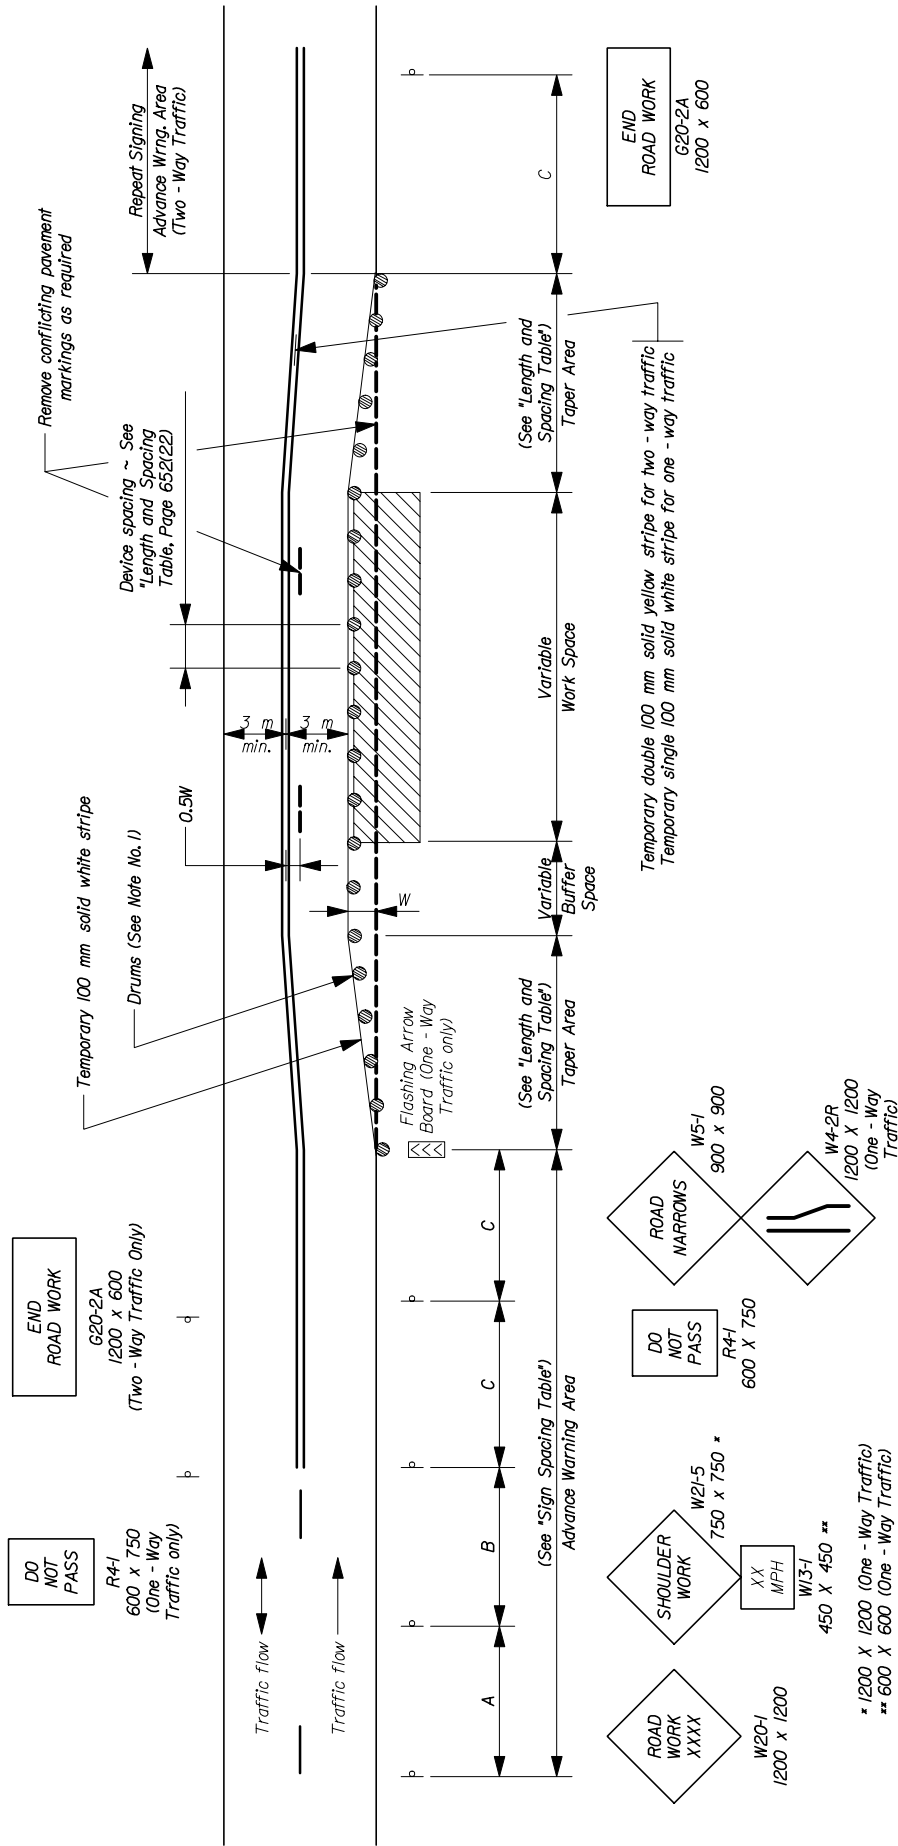 DO
NOT
PASS
R4-1
600 x 750
(One - Way
Traffic only)
END
ROAD WORK
G20-2A
1200 x 600
(Two - Way Traffic Only)
Temporary 100 mm solid white stripe
Drums (See Note No. 1)
0.5W
Device spacing ~ See
"Length and Spacing
Table, Page 652(22)
Remove conflicting pavement
markings as required
Repeat Signing
Advance Wrng. Area
(Two - Way Traffic)
Traffic flow
Traffic flow
3 m
min.
3 m
min.
W
Flashing Arrow
Board (One - Way
Traffic only)
A
B
C
C
C
(See "Sign Spacing Table")
Advance Warning Area
(See "Length and
Spacing Table")
Taper Area
Variable
Buffer
Space
Variable
Work Space
(See "Length and
Spacing Table")
Taper Area
Temporary double 100 mm solid yellow stripe for two - way traffic
Temporary single 100 mm solid white stripe for one - way traffic
ROAD
WORK
XXXX
W20-1
1200 x 1200
SHOULDER
WORK
W21-5
750 x 750 *
XX
MPH
W13-1
450 X 450 **
DO
NOT
PASS
R4-1
600 X 750
ROAD
NARROWS
W5-1
900 x 900
W4-2R
1200 X 1200
(One - Way
Traffic)
END
ROAD WORK
G20-2A
1200 x 600
* 1200 X 1200 (One - Way Traffic)
** 600 X 600 (One - Way Traffic)